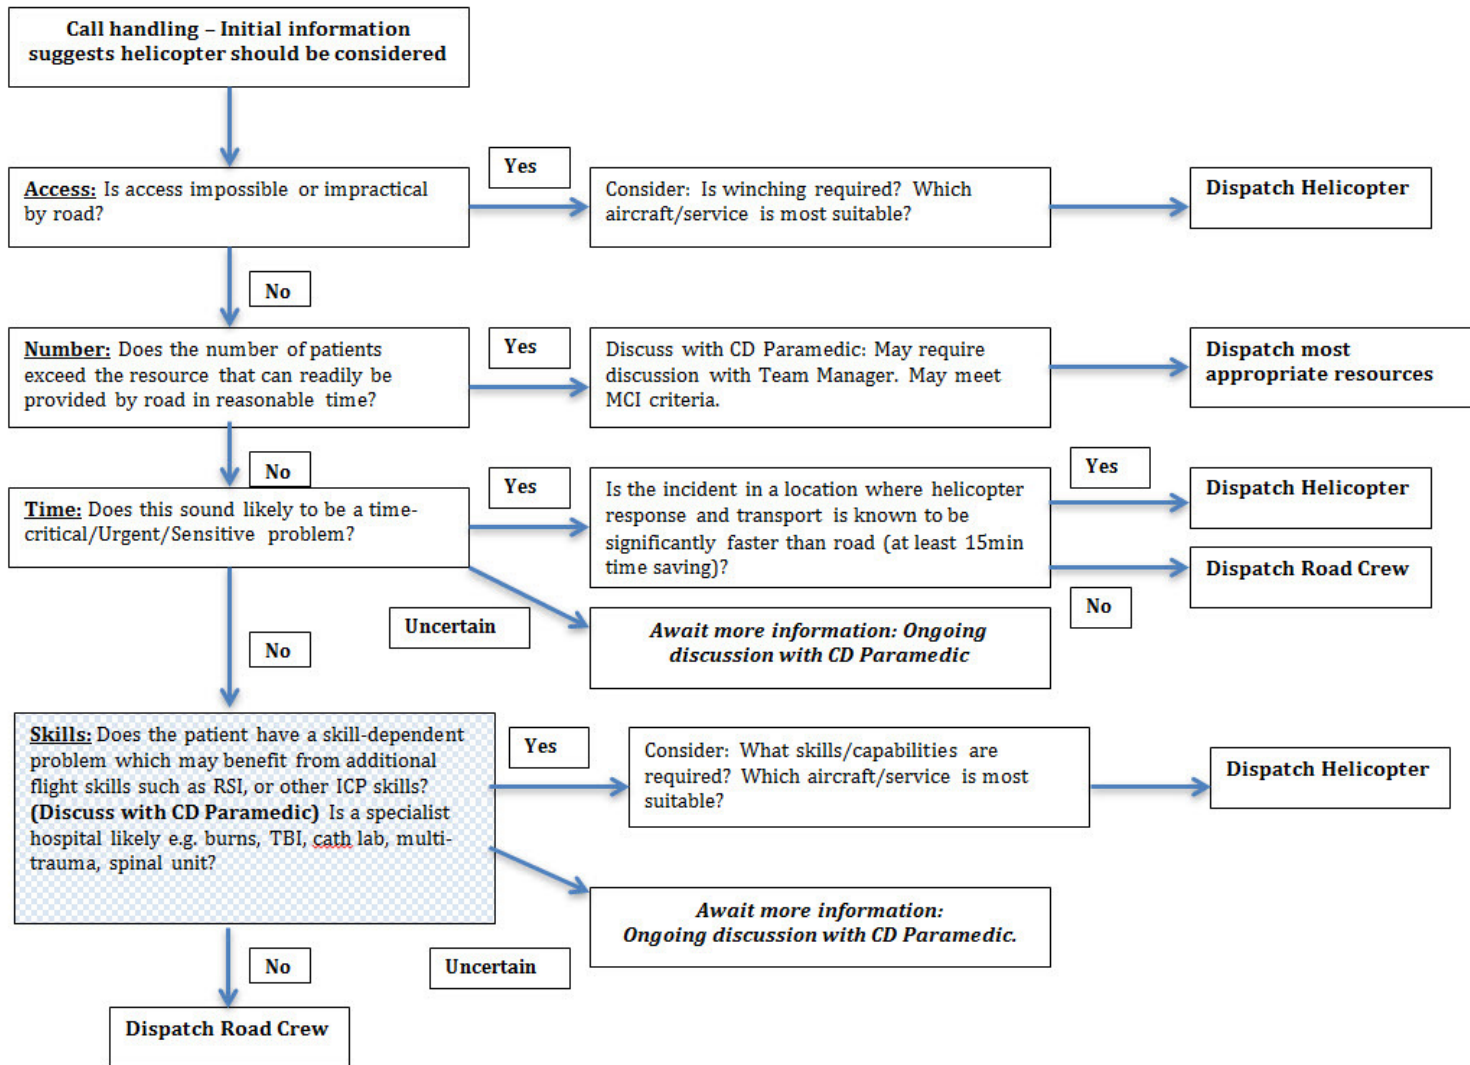 Call handling – Initial information
suggests helicopter should be considered
Access: Is access impossible or impractical
by road?
Yes
Consider: Is winching required? Which
aircraft/service is most suitable?
Dispatch Helicopter
No
Number: Does the number of patients
exceed the resource that can readily be
provided by road in reasonable time?
Yes
Discuss with CD Paramedic: May require
discussion with Team Manager. May meet
MCI criteria.
Dispatch most
appropriate resources
No
Time: Does this sound likely to be a time-
critical/Urgent/Sensitive problem?
Yes
Is the incident in a location where helicopter
response and transport is known to be
significantly faster than road (at least 15min
time saving)?
Yes
Dispatch Helicopter
No
Dispatch Road Crew
Uncertain
Await more information: Ongoing
discussion with CD Paramedic
No
Skills: Does the patient have a skill-dependent
problem which may benefit from additional
flight skills such as RSI, or other ICP skills?
(Discuss with CD Paramedic) Is a specialist
hospital likely e.g. burns, TBI, cath lab, multi-
trauma, spinal unit?
Yes
Consider: What skills/capabilities are
required? Which aircraft/service is most
suitable?
Dispatch Helicopter
Uncertain
Await more information:
Ongoing discussion with CD Paramedic.
No
Dispatch Road Crew